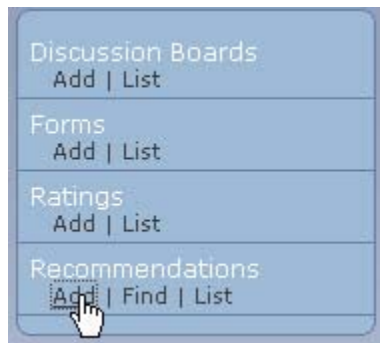 Discussion Boards
Add | List
Forms
Add | List
Ratings
Add | List
Recommendations
Add | Find | List